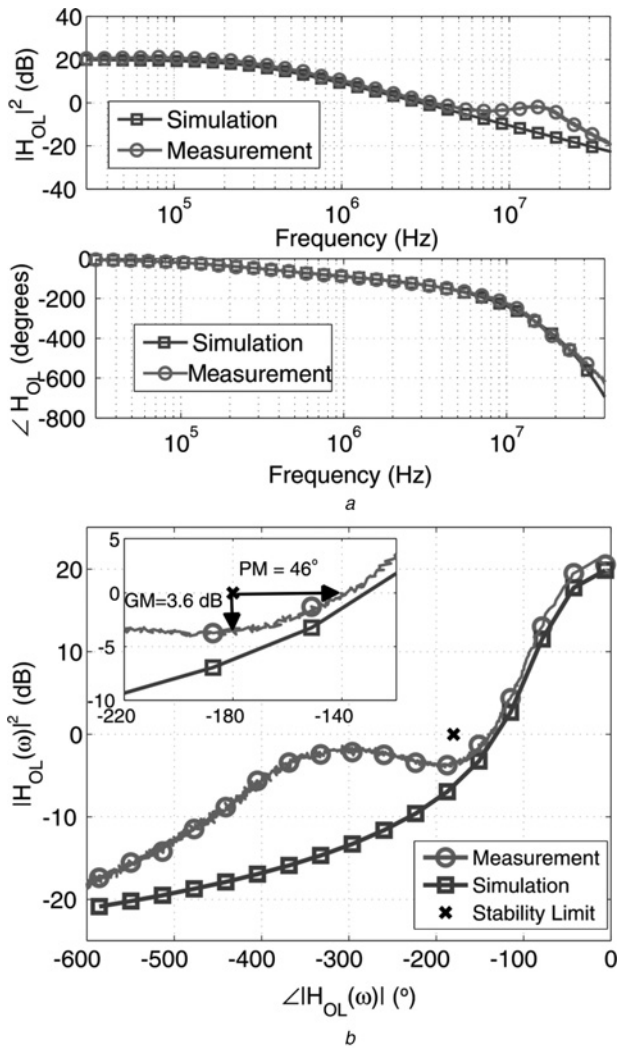 |H_OL|² (dB)
40
20
0
-20
-40
Simulation
Measurement
10^5
10^6
10^7
Frequency (Hz)
∠ H_OL (degrees)
0
-200
-400
-600
-800
Simulation
Measurement
10^5
10^6
10^7
Frequency (Hz)
a
|H_OL(ω)|² (dB)
20
10
0
-10
-20
5
0
-5
-10
-220
-180
-140
PM = 46°
GM=3.6 dB
Measurement
Simulation
Stability Limit
-600
-500
-400
-300
-200
-100
0
∠|H_OL(ω)| (º)
b